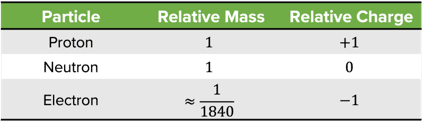 Particle Relative Mass Relative Charge
Proton 1 +1
Neutron 1 0
Electron ≈ 1/1840 −1